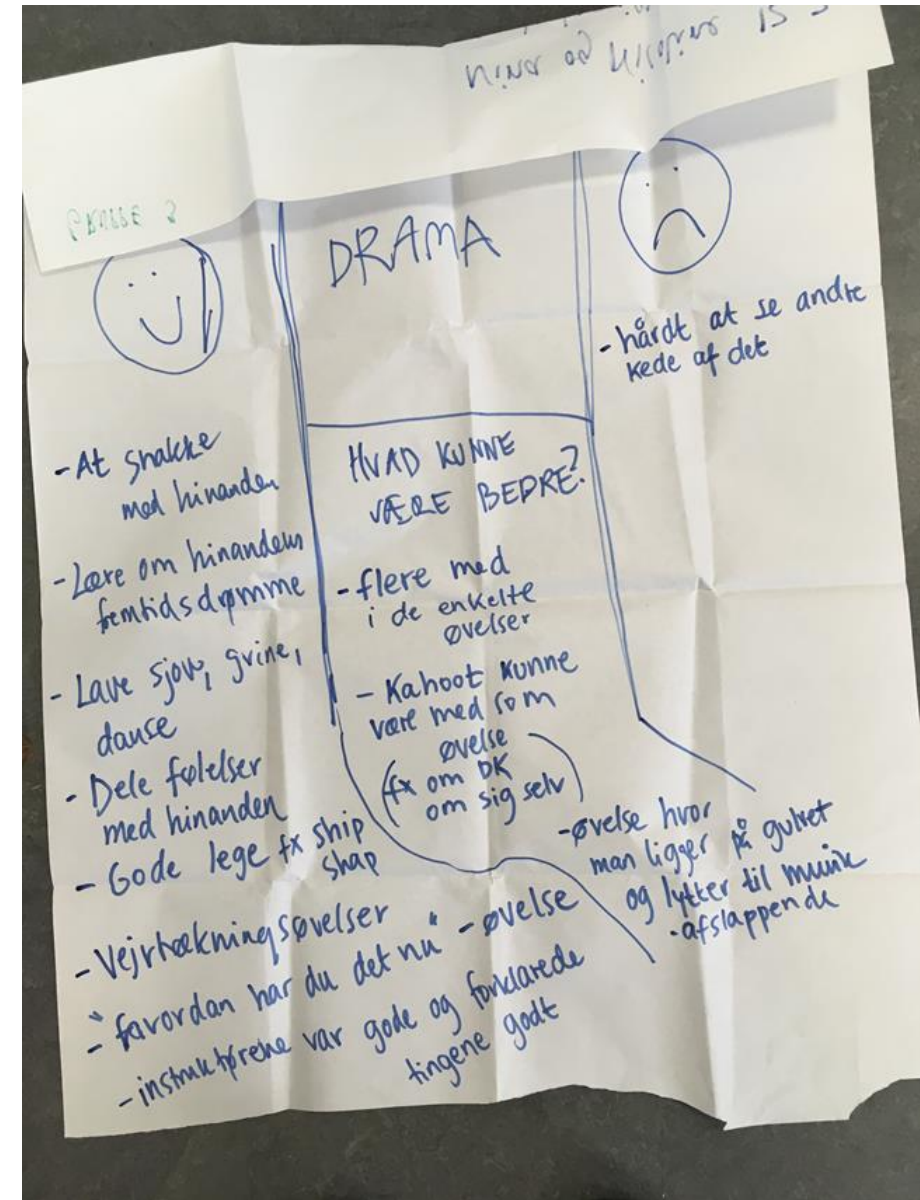 DRAMA
- At snakke
med hinanden
- Lære om hinandens
fremtidsdrømme
- Lave sjov, grine,
danse
- Dele følelser
med hinanden
- Gode lege fx ship
shap
- Vejrtrækningsøvelser
- "hvordan har du det nu" - øvelse
- instruktørene var gode og forklarede
tingene godt
HVAD KUNNE
VÆRE BEDRE?
- flere med
i de enkelte
øvelser
- Kahoot kunne
være med som
øvelse
(fx om DK
om sig selv)
- øvelse hvor
man ligger på gulvet
og lytter til musik
- afslappende
- hårdt at se andre
kede af det